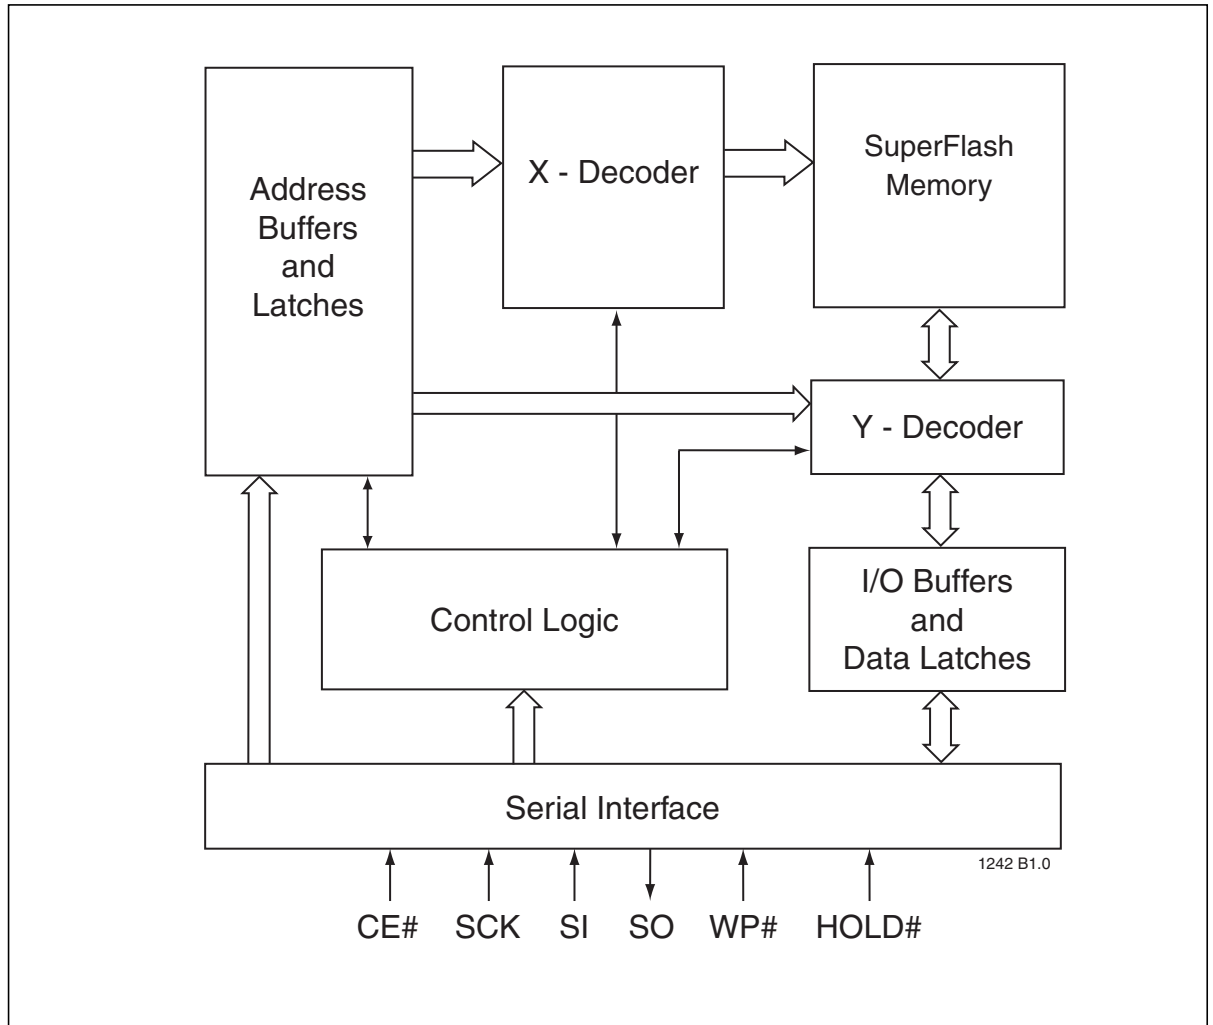 Address
Buffers
and
Latches
X - Decoder
SuperFlash
Memory
Y - Decoder
Control Logic
I/O Buffers
and
Data Latches
Serial Interface
1242 B1.0
CE# SCK SI SO WP# HOLD#